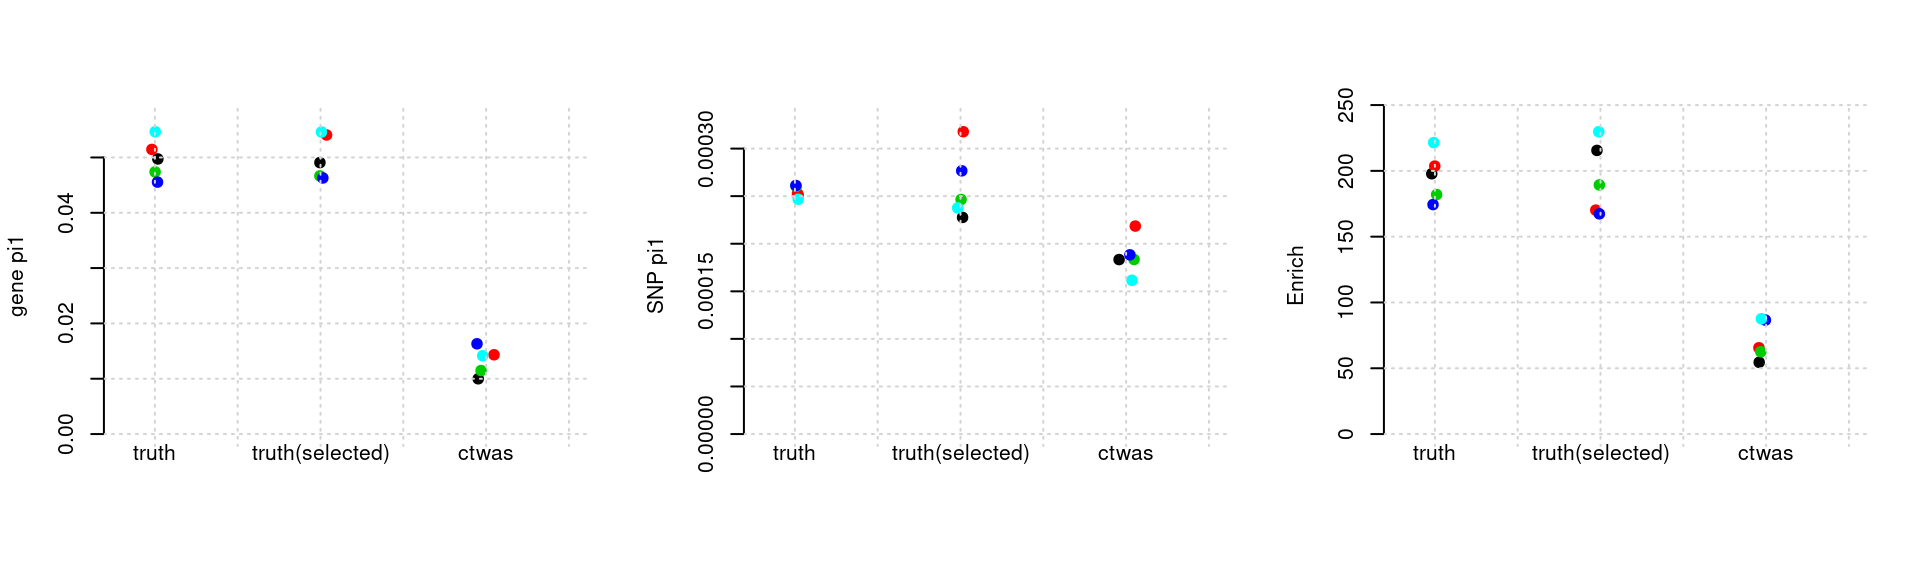 gene pi1
0.00
0.02
0.04
truth
truth(selected)
ctwas
SNP pi1
0.00000
0.00015
0.00030
truth
truth(selected)
ctwas
Enrich
0
50
100
150
200
250
truth
truth(selected)
ctwas